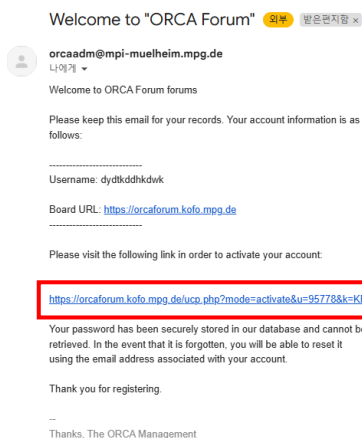 Welcome to "ORCA Forum" 외부 받은편지함 ×
orcaadm@mpi-muelheim.mpg.de
나에게
Welcome to ORCA Forum forums
Please keep this email for your records. Your account information is as
follows:
----------------------------
Username: dydtkddhkdwk
Board URL: https://orcaforum.kofo.mpg.de
----------------------------
Please visit the following link in order to activate your account:
https://orcaforum.kofo.mpg.de/ucp.php?mode=activate&u=95778&k=
Your password has been securely stored in our database and cannot be
retrieved. In the event that it is forgotten, you will be able to reset it
using the email address associated with your account.
Thank you for registering.
--
Thanks, The ORCA Management